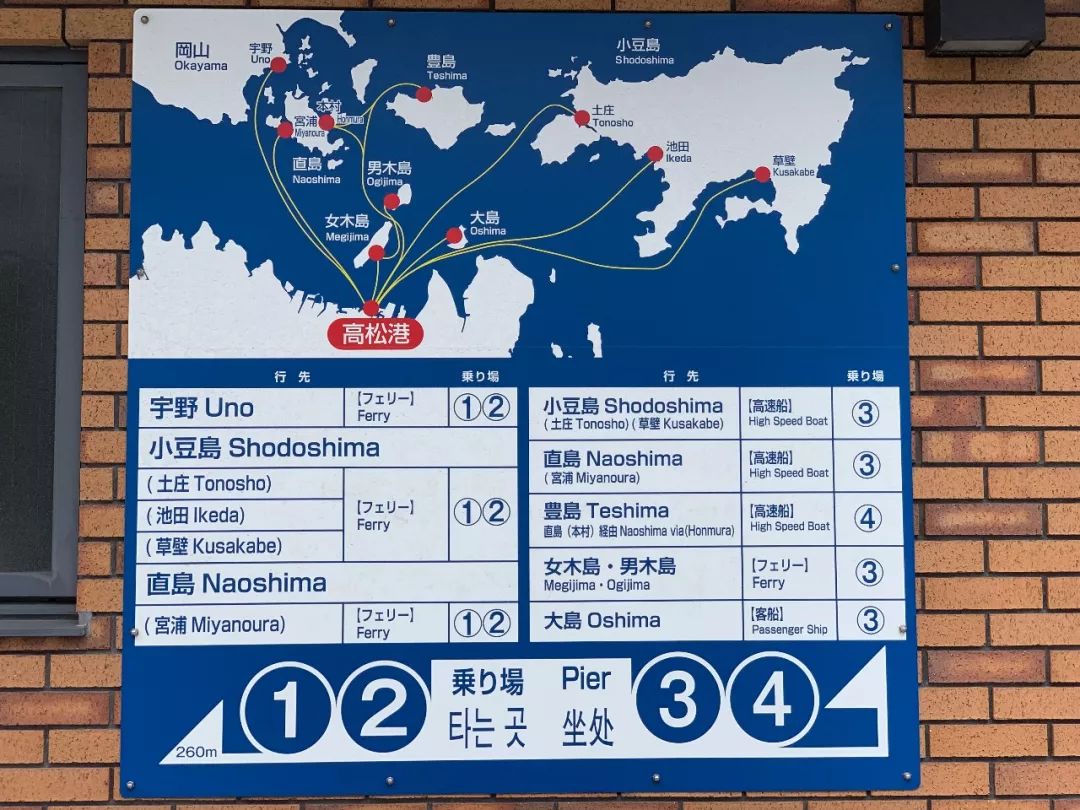 岡山
Okayama
宇野
Uno
豊島
Teshima
小豆島
Shodoshima
本村
Honmura
宮浦
Miyanoura
土庄
Tonosho
池田
Ikeda
草壁
Kusakabe
直島
Naoshima
男木島
Ogijima
女木島
Megijima
大島
Oshima
高松港
行先 乗り場
宇野 Uno 【フェリー】 ①②
Ferry
小豆島 Shodoshima
(土庄 Tonosho)
(池田 Ikeda) 【フェリー】 ①②
Ferry
(草壁 Kusakabe)
直島 Naoshima
(宮浦 Miyanoura) 【フェリー】 ①②
Ferry
行先 乗り場
小豆島 Shodoshima 【高速船】 ③
(土庄 Tonosho)(草壁 Kusakabe) High Speed Boat
直島 Naoshima 【高速船】 ③
(宮浦 Miyanoura) High Speed Boat
豊島 Teshima 【高速船】 ④
直島(本村)経由 Naoshima via(Honmura) High Speed Boat
女木島・男木島 【フェリー】 ③
Megijima・Ogijima Ferry
大島 Oshima 【客船】 ③
Passenger Ship
260m ① ② 乗り場 Pier ③ ④
타는 곳 坐处